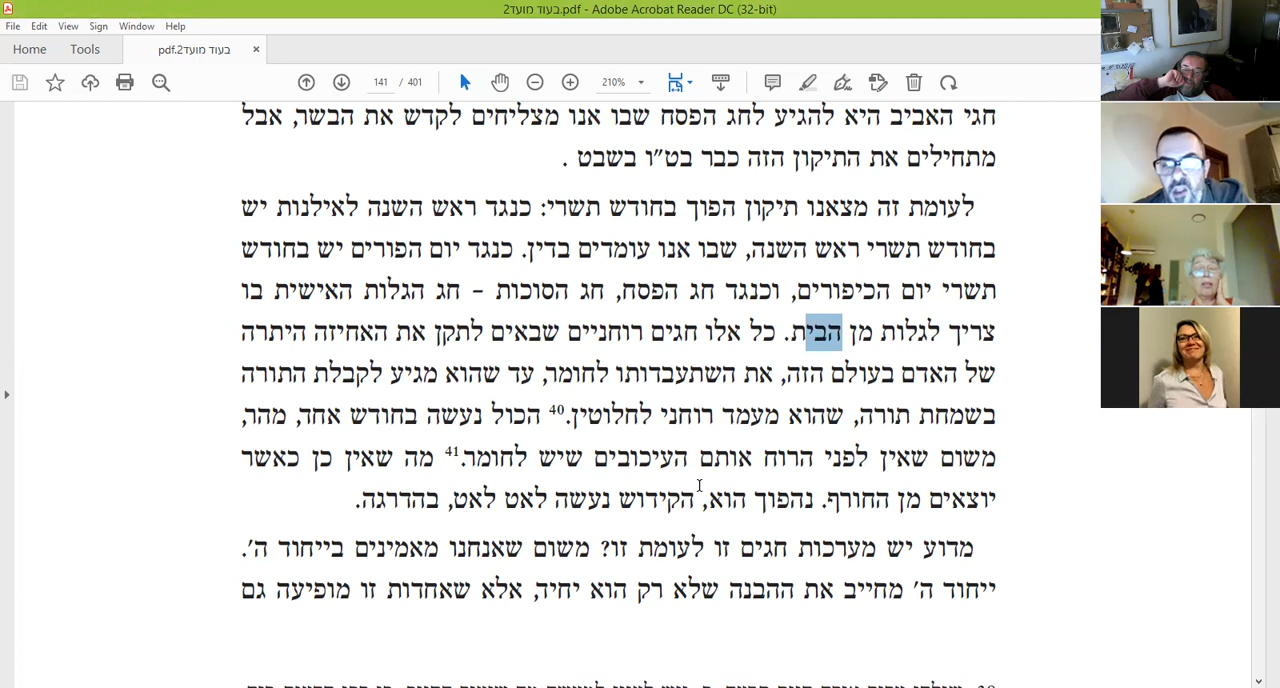 בעוד מועד2.pdf - Adobe Acrobat Reader DC (32-bit)
File Edit View Sign Window Help
Home Tools בעוד מועד2.pdf ×
141 / 401 210%
חגי האביב היא להגיע לחג הפסח שבו אנו מצליחים לקדש את הבשר, אבל
מתחילים את התיקון הזה כבר בט"ו בשבט .
לעומת זה מצאנו תיקון הפוך בחודש תשרי: כנגד ראש השנה לאילנות יש
בחודש תשרי ראש השנה, שבו אנו עומדים בדין. כנגד יום הפורים יש בחודש
תשרי יום הכיפורים, וכנגד חג הפסח, חג הסוכות – חג הגלות האישית בו
צריך לגלות מן הבית. כל אלו חגים רוחניים שבאים לתקן את האחיזה היתרה
של האדם בעולם הזה, את השתעבדותו לחומר, עד שהוא מגיע לקבלת התורה
בשמחת תורה, שהוא מעמד רוחני לחלוטין.40 הכול נעשה בחודש אחד, מהר,
משום שאין לפני הרוח אותם העיכובים שיש לחומר.41 מה שאין כן כאשר
יוצאים מן החורף. נהפוך הוא, הקידוש נעשה לאט לאט, בהדרגה.
מדוע יש מערכות חגים זו לעומת זו? משום שאנחנו מאמינים בייחוד ה'.
ייחוד ה' מחייב את ההבנה שלא רק הוא יחיד, אלא שאחדות זו מופיעה גם